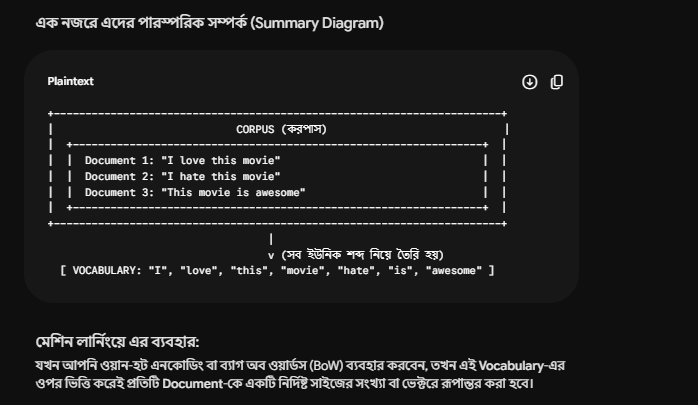 এক নজরে এদের পারস্পরিক সম্পর্ক (Summary Diagram)
Plaintext
CORPUS (করপাস)
Document 1: "I love this movie"
Document 2: "I hate this movie"
Document 3: "This movie is awesome"
v (সব ইউনিক শব্দ নিয়ে তৈরি হয়)
[ VOCABULARY: "I", "love", "this", "movie", "hate", "is", "awesome" ]
মেশিন লার্নিংয়ে এর ব্যবহার:
যখন আপনি ওয়ান-হট এনকোডিং বা ব্যাগ অব ওয়ার্ডস (BoW) ব্যবহার করবেন, তখন এই Vocabulary-এর
ওপর ভিত্তি করেই প্রতিটি Document-কে একটি নির্দিষ্ট সাইজের সংখ্যা বা ভেক্টরে রূপান্তর করা হবে।